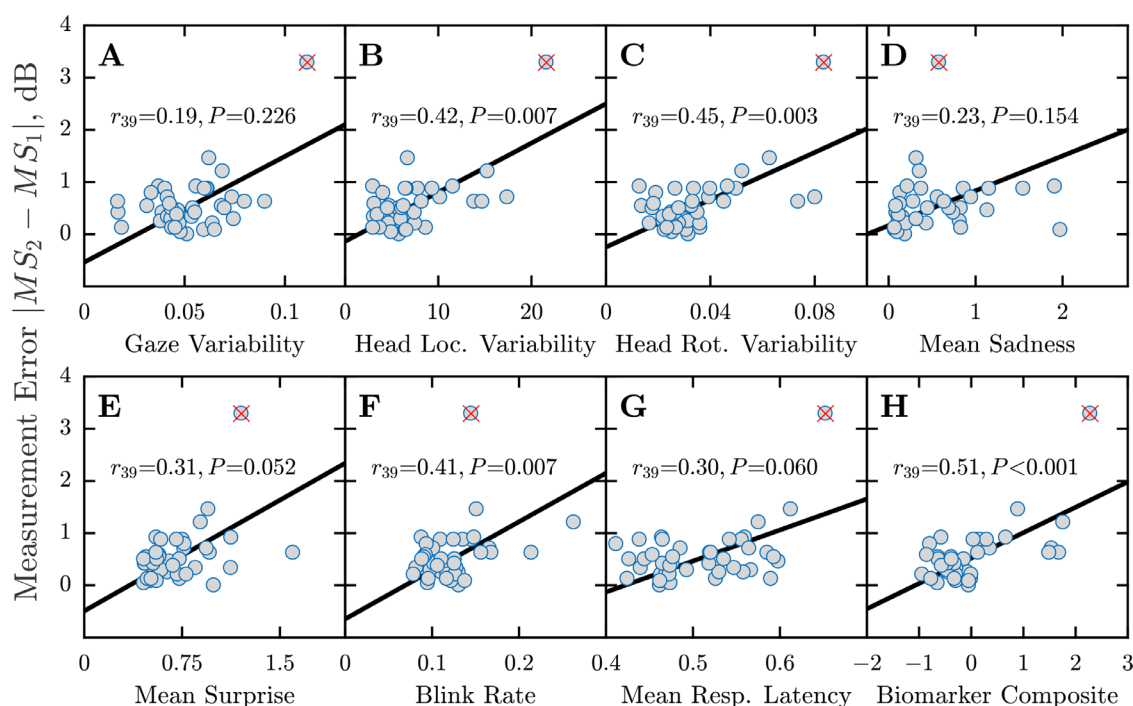 Measurement Error |MS₂ − MS₁|, dB
4
3
2
1
0
A
r₃₉=0.19, P=0.226
0 0.05 0.1
Gaze Variability
B
r₃₉=0.42, P=0.007
0 10 20
Head Loc. Variability
C
r₃₉=0.45, P=0.003
0 0.04 0.08
Head Rot. Variability
D
r₃₉=0.23, P=0.154
0 1 2
Mean Sadness
4
3
2
1
0
E
r₃₉=0.31, P=0.052
0 0.75 1.5
Mean Surprise
F
r₃₉=0.41, P=0.007
0 0.1 0.2
Blink Rate
G
r₃₉=0.30, P=0.060
0.4 0.5 0.6
Mean Resp. Latency
H
r₃₉=0.51, P<0.001
−2 −1 0 1 2 3
Biomarker Composite